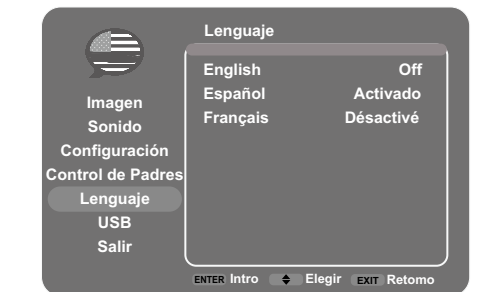 Lenguaje
English Off
Español Activado
Français Désactivé
Imagen
Sonido
Configuración
Control de Padres
Lenguaje
USB
Salir
ENTER Intro Elegir EXIT Retomo